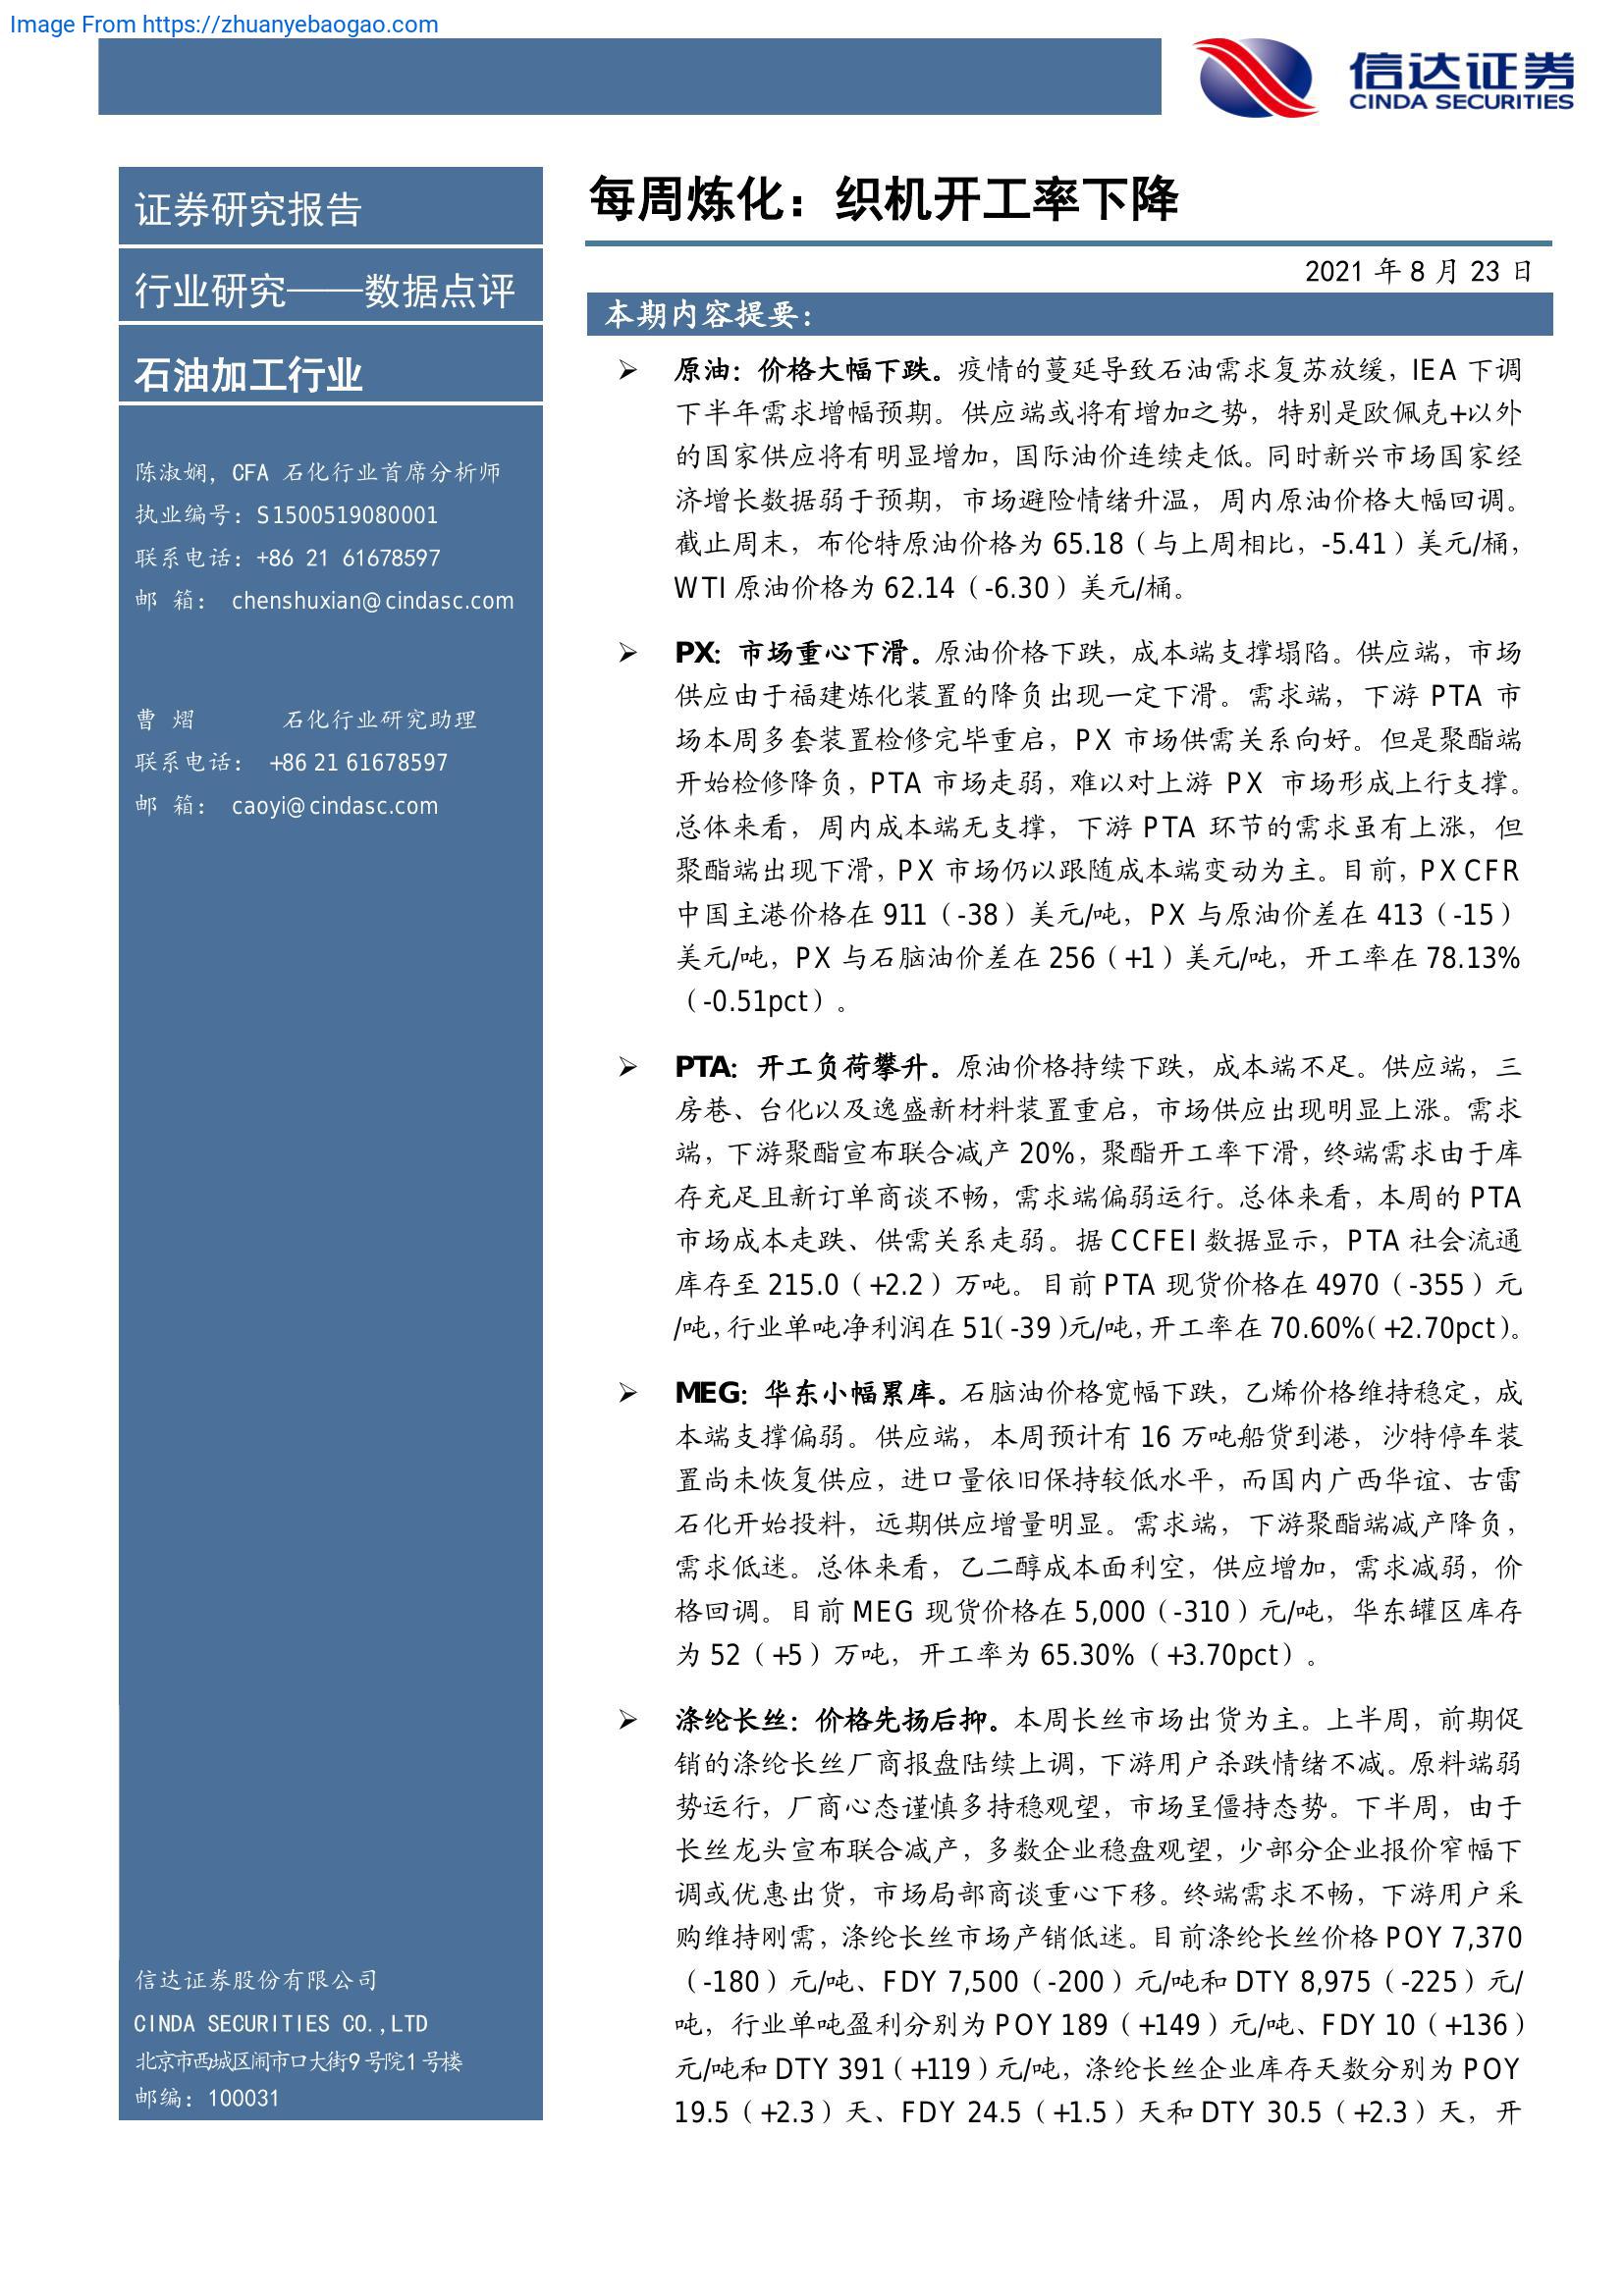 Image From https://zhuanyebaogao.com
信达证券
CINDA SECURITIES
证券研究报告
行业研究——数据点评
石油加工行业
陈淑娴，CFA 石化行业首席分析师
执业编号：S1500519080001
联系电话：+86 21 61678597
邮 箱： chenshuxian@cindasc.com
曹 熠 石化行业研究助理
联系电话： +86 21 61678597
邮 箱： caoyi@cindasc.com
信达证券股份有限公司
CINDA SECURITIES CO.,LTD
北京市西城区闹市口大街9号院1号楼
邮编：100031
每周炼化：织机开工率下降
2021 年 8 月 23 日
本期内容提要：
➢ 原油：价格大幅下跌。疫情的蔓延导致石油需求复苏放缓，IEA 下调
下半年需求增幅预期。供应端或将有增加之势，特别是欧佩克+以外
的国家供应将有明显增加，国际油价连续走低。同时新兴市场国家经
济增长数据弱于预期，市场避险情绪升温，周内原油价格大幅回调。
截止周末，布伦特原油价格为 65.18（与上周相比，-5.41）美元/桶，
WTI 原油价格为 62.14（-6.30）美元/桶。
➢ PX：市场重心下滑。原油价格下跌，成本端支撑塌陷。供应端，市场
供应由于福建炼化装置的降负出现一定下滑。需求端，下游 PTA 市
场本周多套装置检修完毕重启，PX 市场供需关系向好。但是聚酯端
开始检修降负，PTA 市场走弱，难以对上游 PX 市场形成上行支撑。
总体来看，周内成本端无支撑，下游 PTA 环节的需求虽有上涨，但
聚酯端出现下滑，PX 市场仍以跟随成本端变动为主。目前，PX CFR
中国主港价格在 911（-38）美元/吨，PX 与原油价差在 413（-15）
美元/吨，PX 与石脑油价差在 256（+1）美元/吨，开工率在 78.13%
（-0.51pct）。
➢ PTA：开工负荷攀升。原油价格持续下跌，成本端不足。供应端，三
房巷、台化以及逸盛新材料装置重启，市场供应出现明显上涨。需求
端，下游聚酯宣布联合减产 20%，聚酯开工率下滑，终端需求由于库
存充足且新订单商谈不畅，需求端偏弱运行。总体来看，本周的 PTA
市场成本走跌、供需关系走弱。据 CCFEI 数据显示，PTA 社会流通
库存至 215.0（+2.2）万吨。目前 PTA 现货价格在 4970（-355）元
/吨，行业单吨净利润在 51（-39）元/吨，开工率在 70.60%（+2.70pct）。
➢ MEG：华东小幅累库。石脑油价格宽幅下跌，乙烯价格维持稳定，成
本端支撑偏弱。供应端，本周预计有 16 万吨船货到港，沙特停车装
置尚未恢复供应，进口量依旧保持较低水平，而国内广西华谊、古雷
石化开始投料，远期供应增量明显。需求端，下游聚酯端减产降负，
需求低迷。总体来看，乙二醇成本面利空，供应增加，需求减弱，价
格回调。目前 MEG 现货价格在 5,000（-310）元/吨，华东罐区库存
为 52（+5）万吨，开工率为 65.30%（+3.70pct）。
➢ 涤纶长丝：价格先扬后抑。本周长丝市场出货为主。上半周，前期促
销的涤纶长丝厂商报盘陆续上调，下游用户杀跌情绪不减。原料端弱
势运行，厂商心态谨慎多持稳观望，市场呈僵持态势。下半周，由于
长丝龙头宣布联合减产，多数企业稳盘观望，少部分企业报价窄幅下
调或优惠出货，市场局部商谈重心下移。终端需求不畅，下游用户采
购维持刚需，涤纶长丝市场产销低迷。目前涤纶长丝价格 POY 7,370
（-180）元/吨、FDY 7,500（-200）元/吨和 DTY 8,975（-225）元/
吨，行业单吨盈利分别为 POY 189（+149）元/吨、FDY 10（+136）
元/吨和 DTY 391（+119）元/吨，涤纶长丝企业库存天数分别为 POY
19.5（+2.3）天、FDY 24.5（+1.5）天和 DTY 30.5（+2.3）天，开